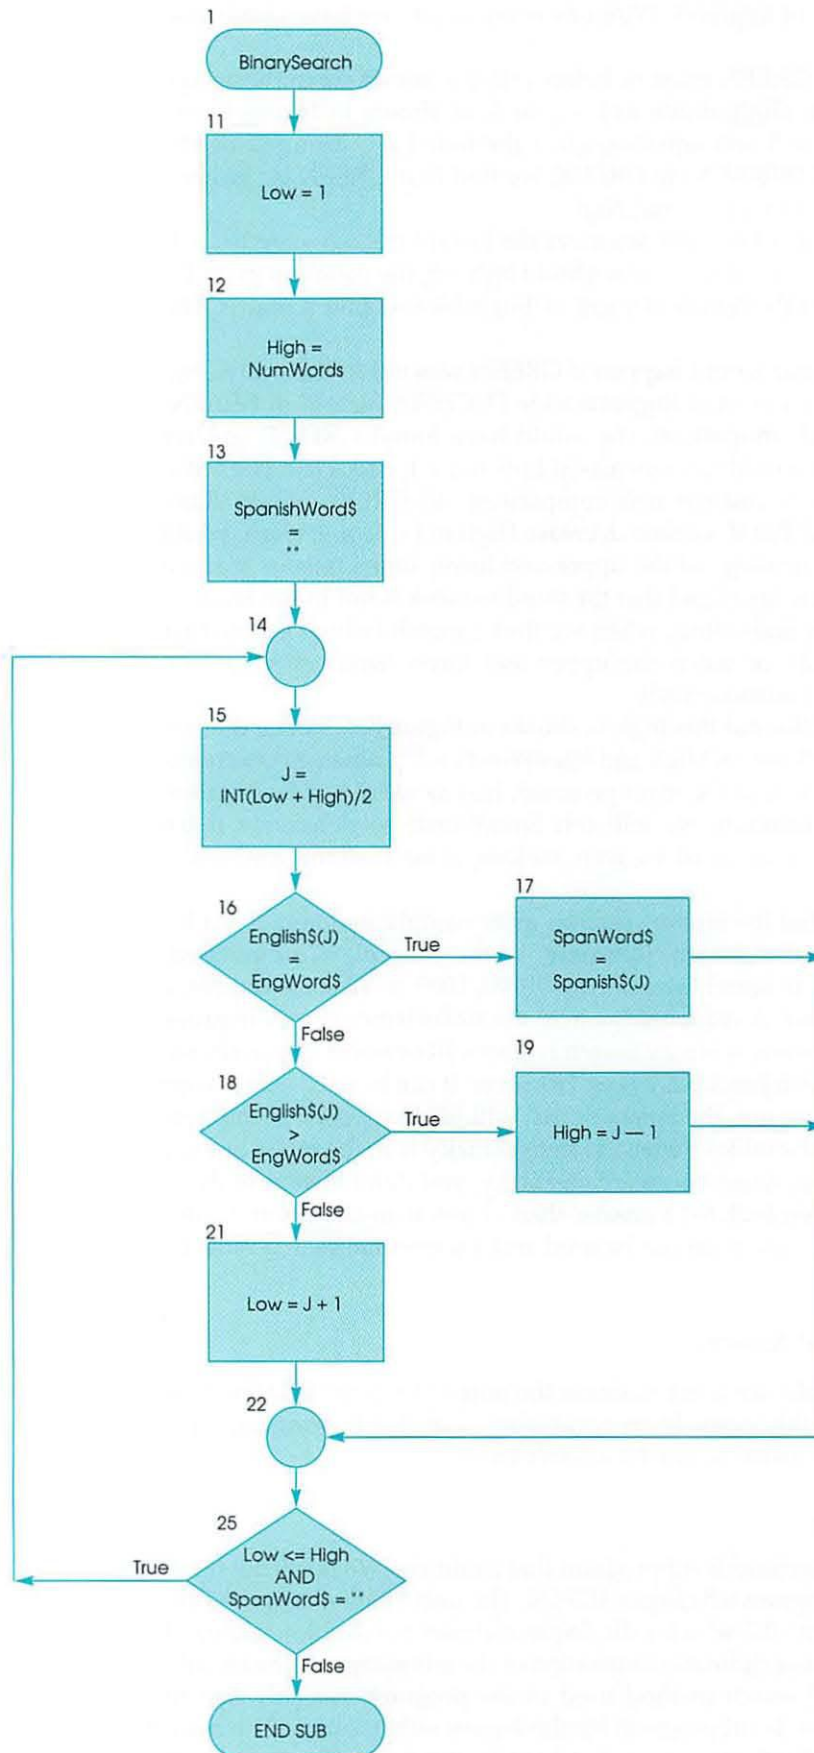 1
BinarySearch
11
Low = 1
12
High =
NumWords
13
SpanishWord$
=
" "
14
15
J =
INT(Low + High)/2
16
English$(J)
=
EngWord$
True
17
SpanWord$
=
Spanish$(J)
False
18
English$(J)
>
EngWord$
True
19
High = J — 1
False
21
Low = J + 1
22
25
Low <= High
AND
SpanWord$ = " "
True
False
END SUB